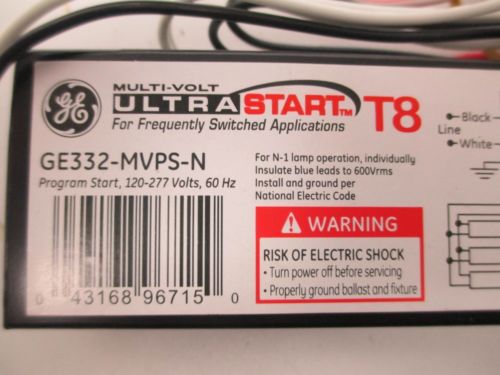 GE
MULTI-VOLT
ULTRASTART™ T8
For Frequently Switched Applications
GE332-MVPS-N
Program Start, 120-277 Volts, 60 Hz
0 43168 96715 0
For N-1 lamp operation, individually
Insulate blue leads to 600Vrms
Install and ground per
National Electric Code
WARNING
RISK OF ELECTRIC SHOCK
• Turn power off before servicing
• Properly ground ballast and fixture
Black
Line
White